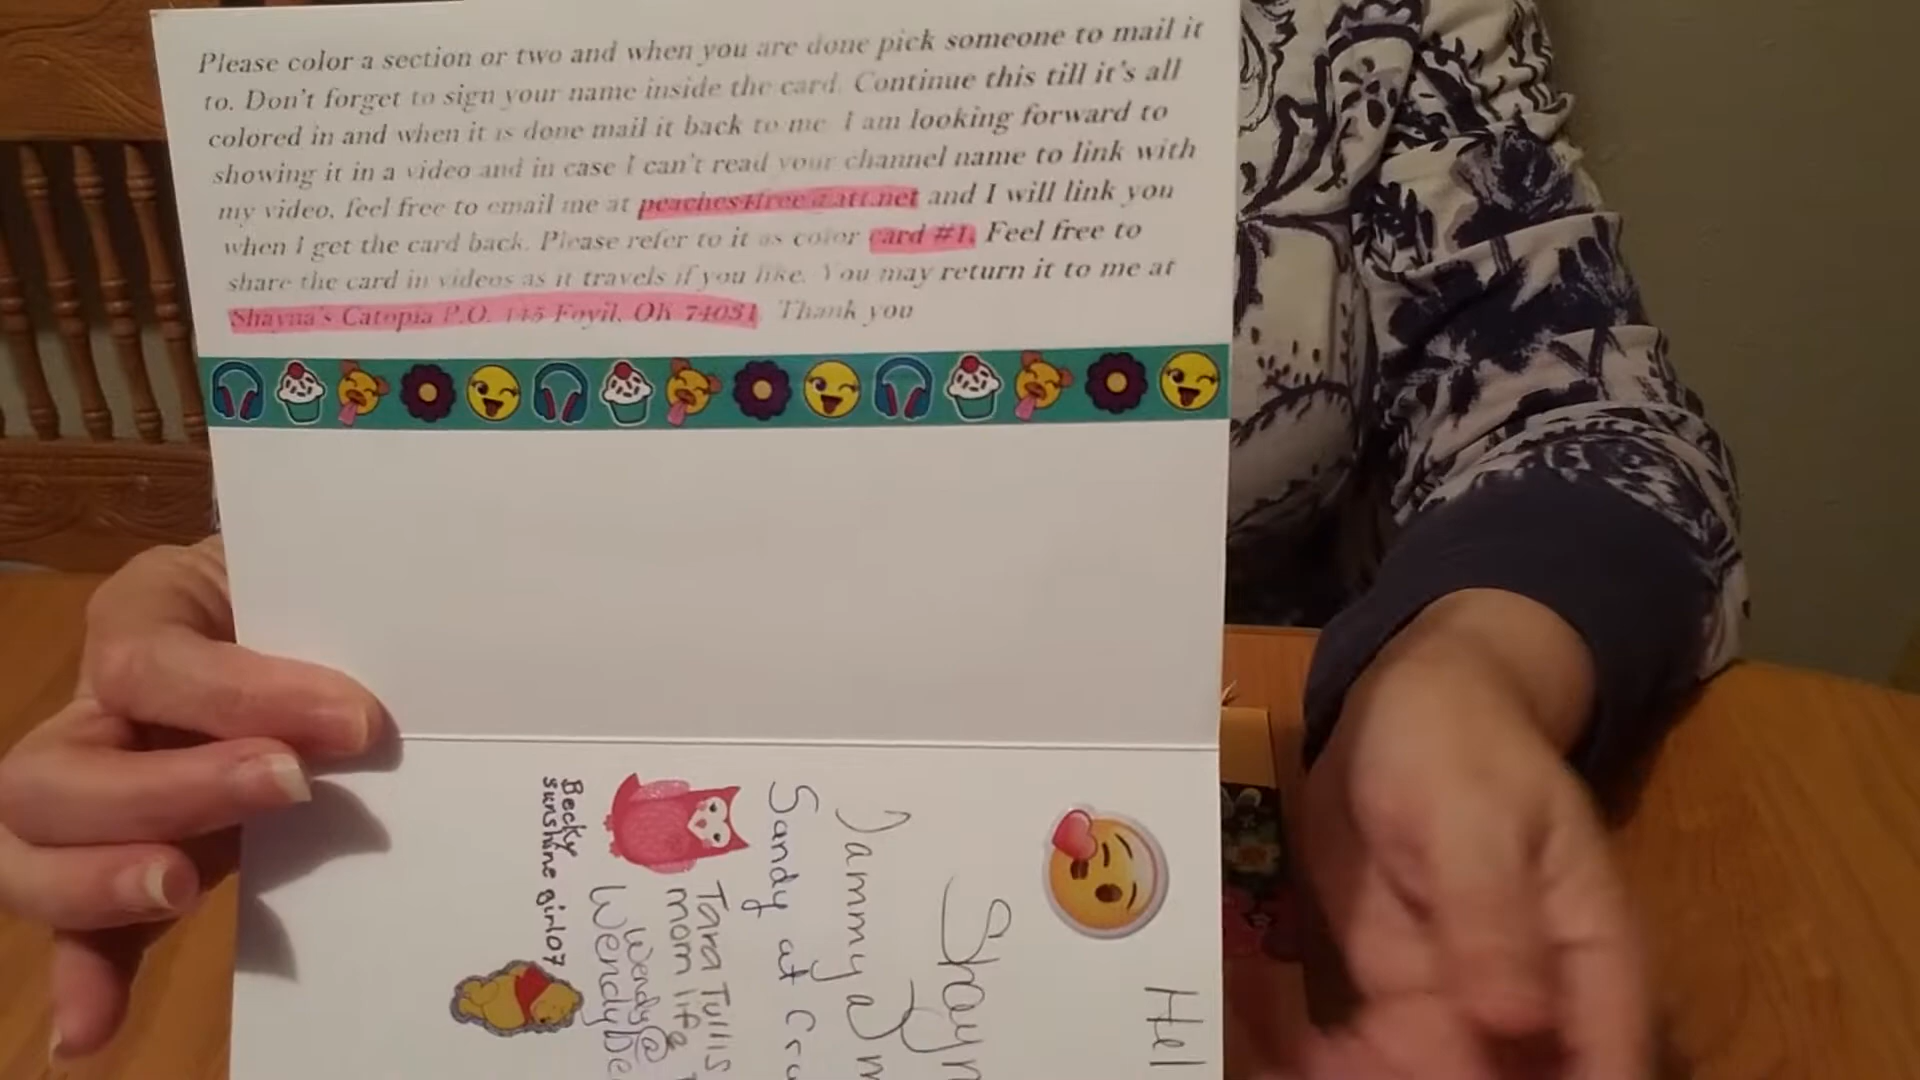 Please color a section or two and when you are done pick someone to mail it
to. Don't forget to sign your name inside the card. Continue this till it's all
colored in and when it is done mail it back to me. I am looking forward to
showing it in a video and in case I can't read your channel name to link with
my video, feel free to email me at peaches4free@att.net and I will link you
when I get the card back. Please refer to it as color card #1. Feel free to
share the card in videos as it travels if you like. You may return it to me at
Shayna's Catopia P.O. 145 Foyil, OK 74031 Thank you
Hel
Shayn
Tammy a
Sandy at Cra
Tara Tullis
mom life
Wendy@
WendyBe
Becky
sunshine girl07